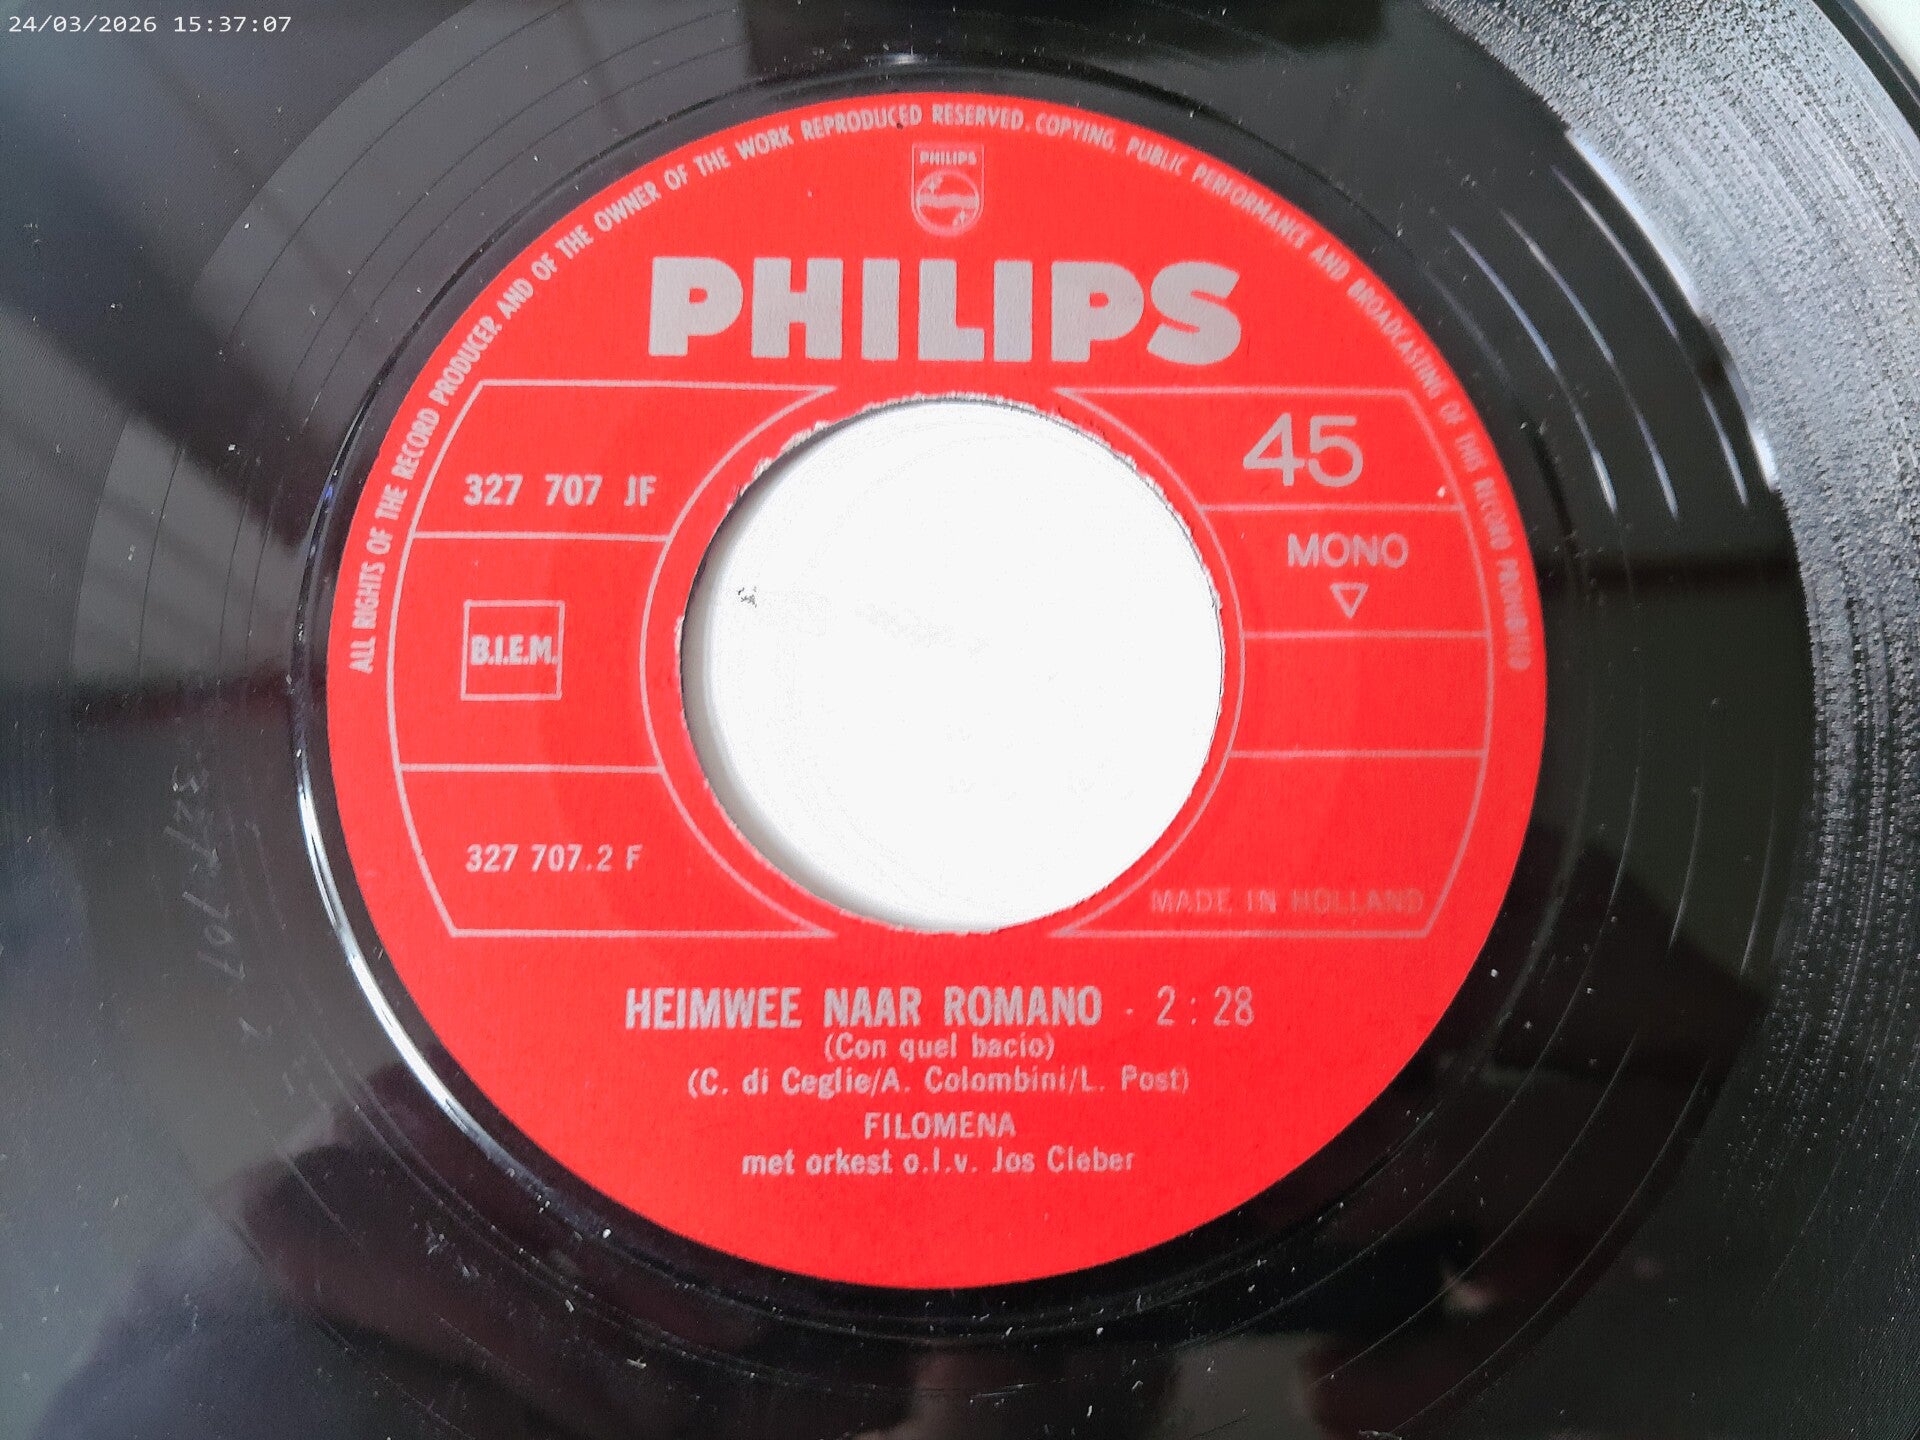 24/03/2026 15:37:07
ALL RIGHTS OF THE RECORD PRODUCER AND OF THE OWNER OF THE WORK REPRODUCED RESERVED. COPYING, PUBLIC PERFORMANCE AND BROADCASTING OF THIS RECORD PROHIBITED
PHILIPS
PHILIPS
327 707 JF
45
MONO
B.I.E.M.
327 707.2 F
MADE IN HOLLAND
HEIMWEE NAAR ROMANO - 2:28
(Con quel bacio)
(C. di Ceglie/A. Colombini/L. Post)
FILOMENA
met orkest o.l.v. Jos Cleber